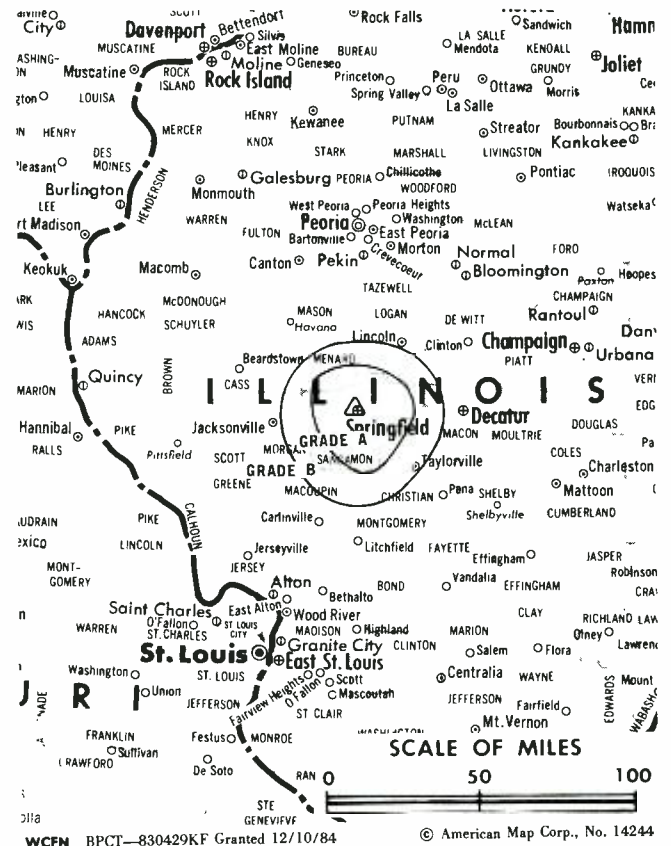 SCOTT
Davenport
Bettendorf
Silvis
Rock Falls
Sandwich
City
MUSCATINE
East Moline
BUREAU
LA SALLE
Mendota
KENDALL
Muscatine
ROCK
ISLAND
Moline
Geneseo
Rock Island
GRUNDY
Joliet
Princeton
Peru
Ottawa
Morris
Spring Valley
La Salle
LOUISA
HENRY
MERCER
HENRY
Kewanee
PUTNAM
KNOX
Streator
Bourbonnais
Kankakee
DES
MOINES
STARK
MARSHALL
LIVINGSTON
IROQUOIS
Galesburg
PEORIA
Chillicothe
WOODFORD
Pontiac
Burlington
LEE
HENDERSON
Monmouth
WARREN
West Peoria
Peoria Heights
Washington
Watseka
rt Madison
FULTON
Peoria
East Peoria
McLEAN
Bartonville
Morton
Normal
FORD
Keokuk
Macomb
Canton
Pekin
Crevecoeur
Bloomington
Paxton
Hoopes
McDONOUGH
TAZEWELL
CHAMPAIGN
HANCOCK
SCHUYLER
MASON
Havana
LOGAN
DE WITT
Rantoul
ADAMS
Lincoln
Clinton
Champaign
Urbana
BROWN
Beardstown
MENARD
PIATT
Quincy
CASS
MARION
ILLINOIS
Springfield
Decatur
Hannibal
RALLS
PIKE
Pittsfield
Jacksonville
GRADE A
MACON
MOULTRIE
DOUGLAS
SCOTT
MORGAN
SANGAMON
Taylorville
COLES
Charleston
GREENE
GRADE B
MACOUPIN
CHRISTIAN
Pana
SHELBY
Mattoon
PIKE
CALHOUN
Carlinville
MONTGOMERY
Shelbyville
CUMBERLAND
LINCOLN
Jerseyville
JERSEY
Litchfield
FAYETTE
Effingham
JASPER
MONT-
GOMERY
Alton
Bethalto
BOND
Vandalia
EFFINGHAM
Robinson
Saint Charles
East Alton
Wood River
CLAY
RICHLAND
WARREN
O'Fallon
ST. CHARLES
ST LOUIS
CITY
MADISON
Highland
MARION
Olney
St. Louis
Granite City
CLINTON
Salem
Flora
East St. Louis
Washington
ST. LOUIS
Scott
Centralia
WAYNE
Mount
U R I
Union
JEFFERSON
Fairview Heights
O'Fallon
Mascoutah
JEFFERSON
Fairfield
EDWARDS
WABASH
ST CLAIR
Mt. Vernon
FRANKLIN
Sullivan
Festus
MONROE
WASHINGTON
De Soto
SCALE OF MILES
RAN
0 50 100
STE
GENEVIEVE
WCFN BPCT—830429KF Granted 12/10/84
© American Map Corp., No. 14244